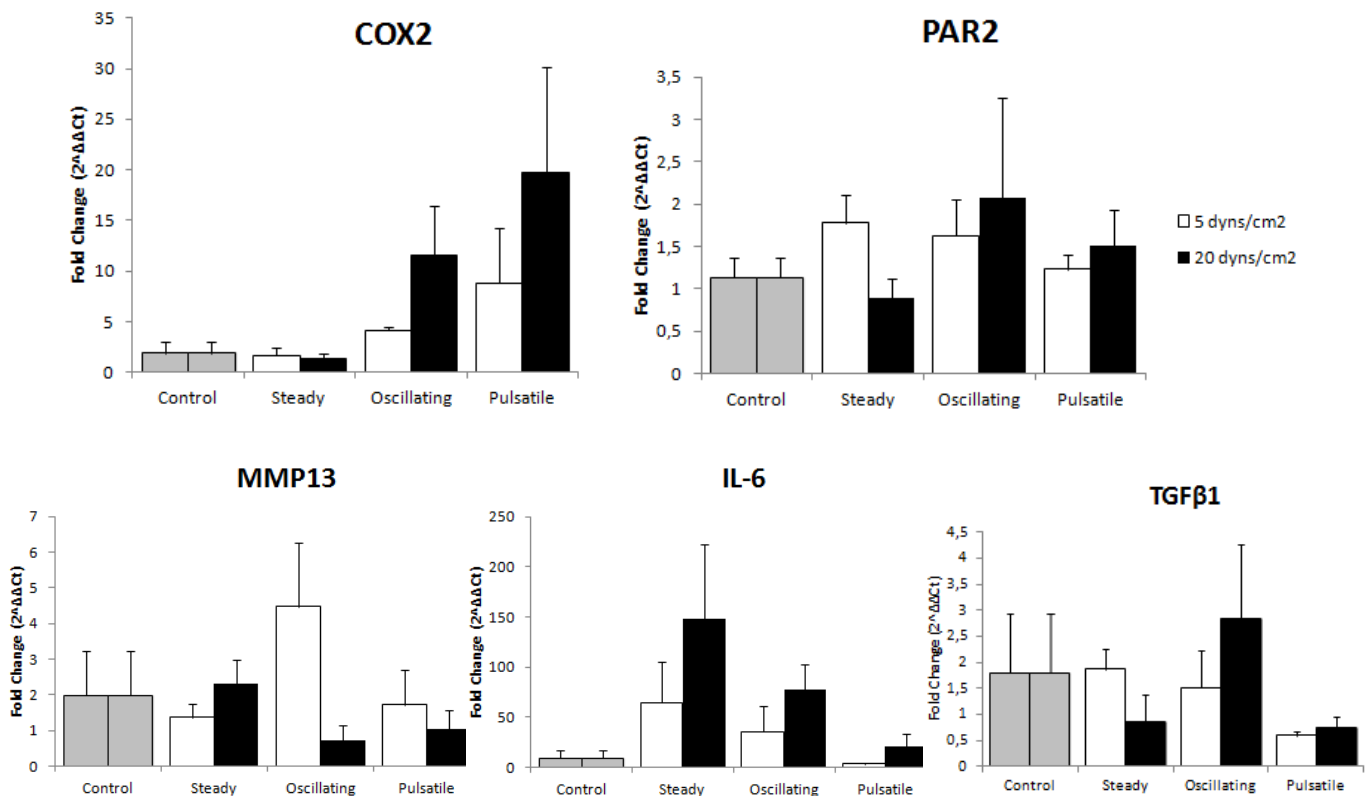 COX2
Fold Change (2^ΔΔCt)
35
30
25
20
15
10
5
0
Control Steady Oscillating Pulsatile
PAR2
Fold Change (2^ΔΔCt)
3,5
3
2,5
2
1,5
1
0,5
0
Control Steady Oscillating Pulsatile
5 dyns/cm2
20 dyns/cm2
MMP13
Fold Change (2^ΔΔCt)
7
6
5
4
3
2
1
0
Control Steady Oscillating Pulsatile
IL-6
Fold Change (2^ΔΔCt)
250
200
150
100
50
0
Control Steady Oscillating Pulsatile
TGFβ1
Fold Change (2^ΔΔCt)
4,5
4
3,5
3
2,5
2
1,5
1
0,5
0
Control Steady Oscillating Pulsatile